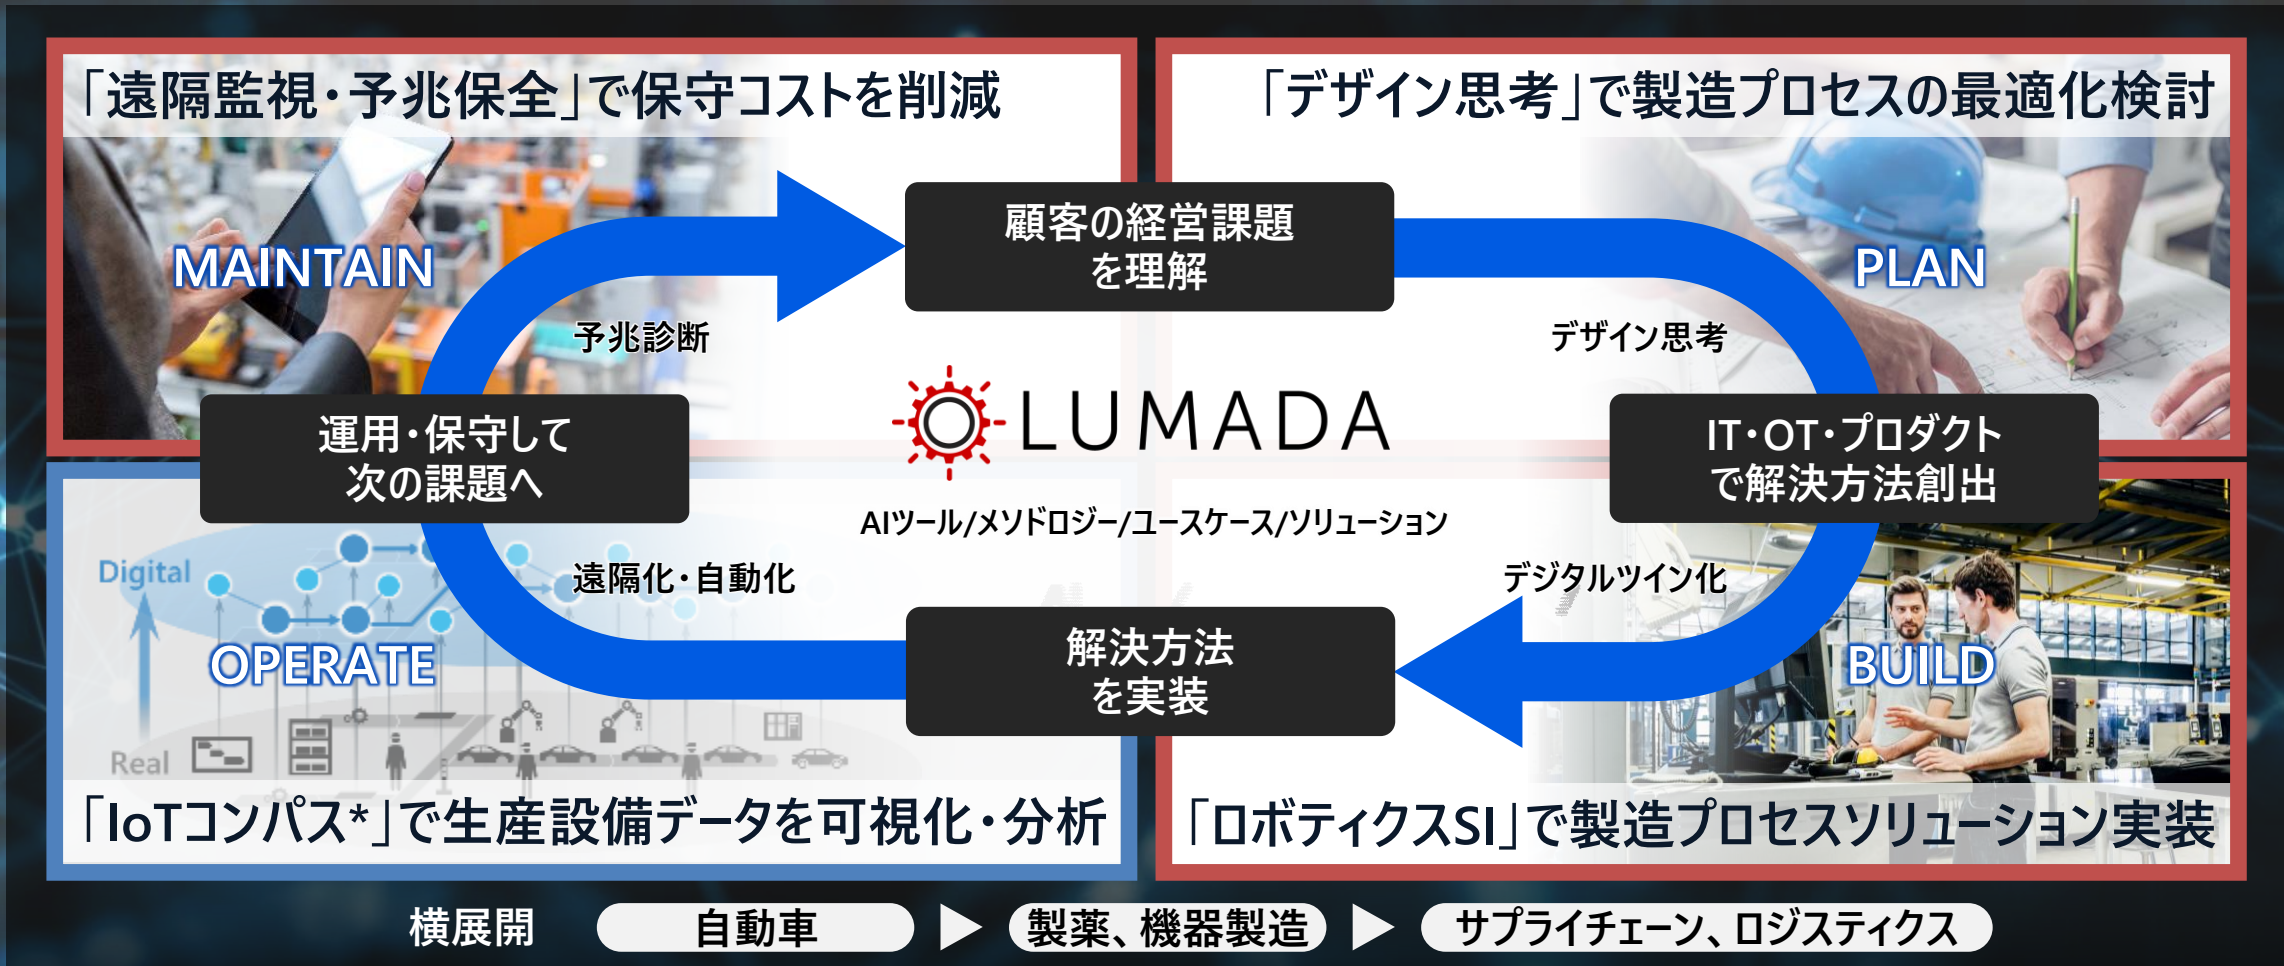 「遠隔監視・予兆保全」で保守コストを削減
「デザイン思考」で製造プロセスの最適化検討
顧客の経営課題
を理解
MAINTAIN
PLAN
予兆診断
デザイン思考
LUMADA
運用・保守して
次の課題へ
IT・OT・プロダクト
で解決方法創出
AIツール/メソドロジー/ユースケース/ソリューション
Digital
遠隔化・自動化
デジタルツイン化
解決方法
を実装
OPERATE
BUILD
Real
「IoTコンパス*」で生産設備データを可視化・分析
「ロボティクスSI」で製造プロセスソリューション実装
横展開
自動車
製薬、機器製造
サプライチェーン、ロジスティクス